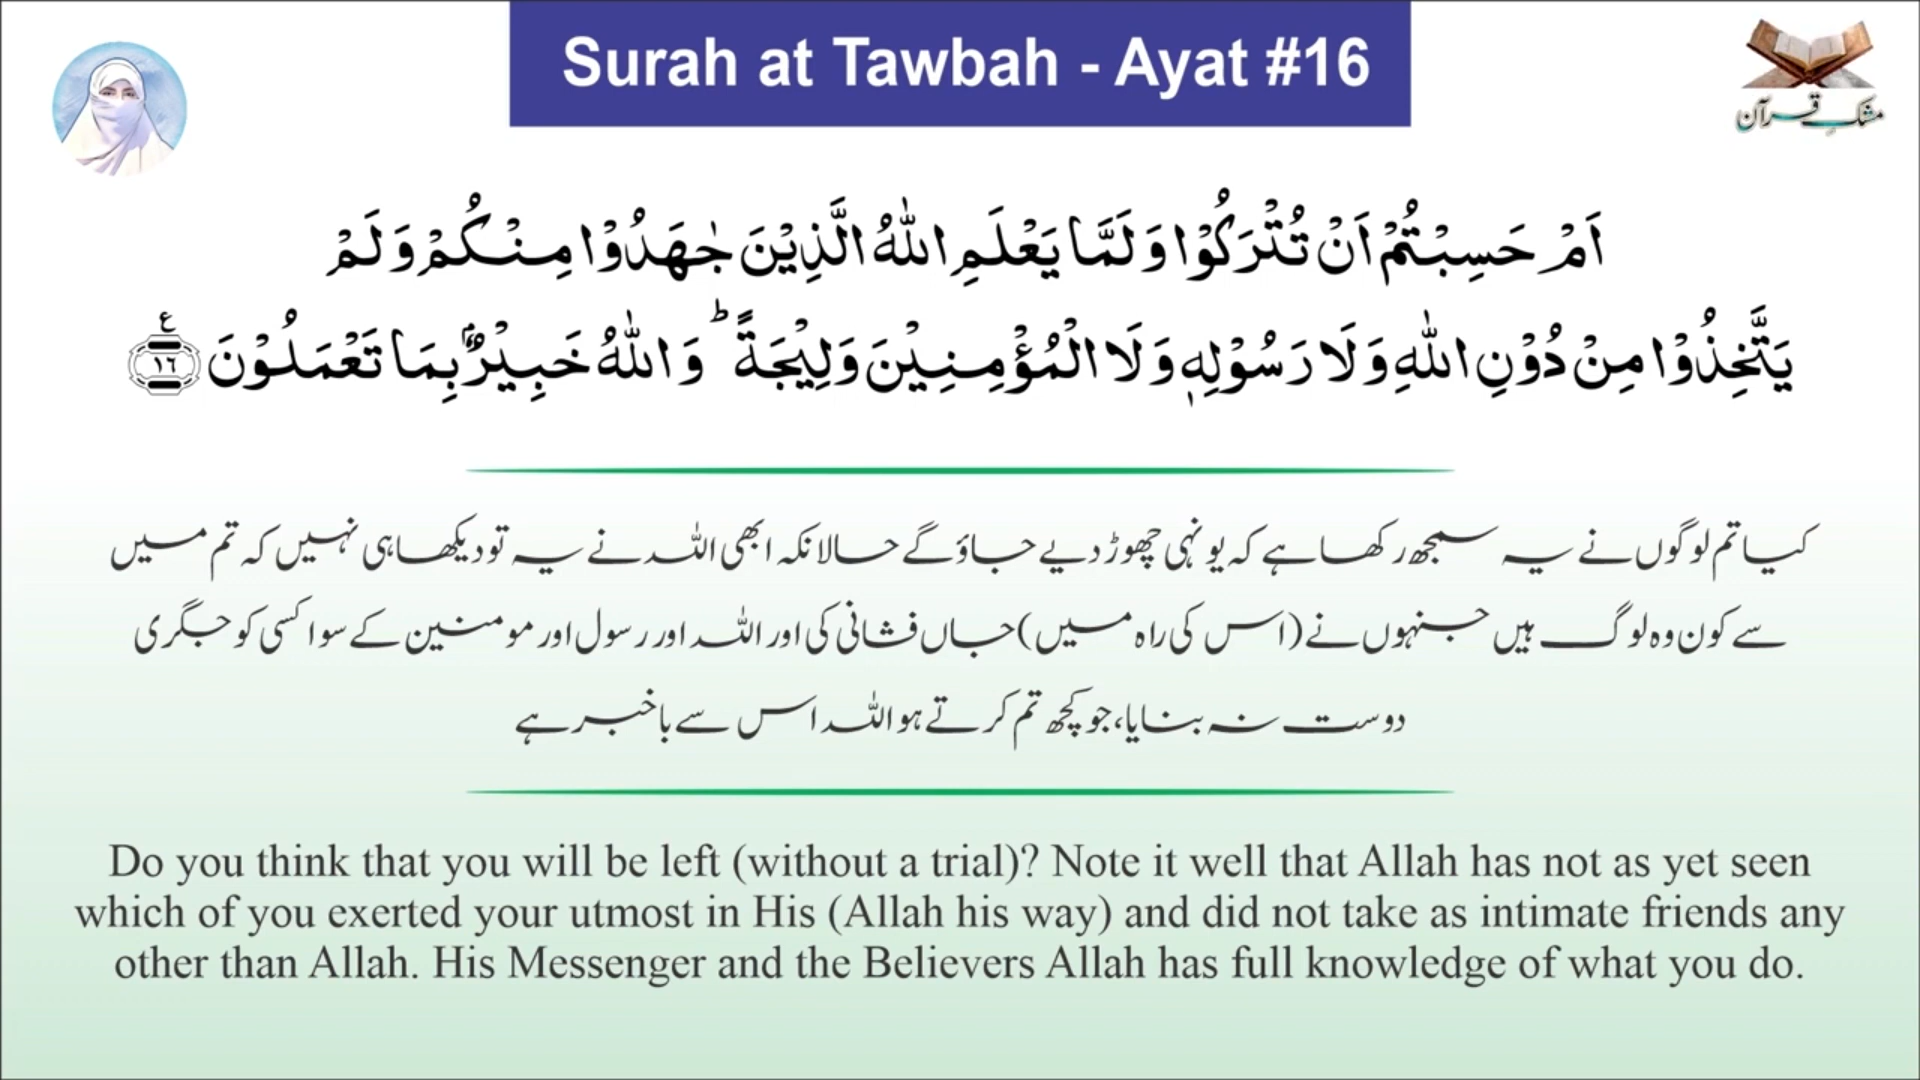 Surah at Tawbah - Ayat #16
مشکِ قرآن
اَمْ حَسِبْتُمْ اَنْ تُتْرَكُوْا وَلَمَّا يَعْلَمِ اللّٰهُ الَّذِيْنَ جٰهَدُوْا مِنْكُمْ وَلَمْ
يَتَّخِذُوْا مِنْ دُوْنِ اللّٰهِ وَلَا رَسُوْلِهٖ وَلَا الْمُؤْمِنِيْنَ وَلِيْجَةً ؕ وَاللّٰهُ خَبِيْرٌۢ بِمَا تَعْمَلُوْنَ ﴿۱۶﴾ ع
کیا تم لوگوں نے یہ سمجھ رکھا ہے کہ یونہی چھوڑ دیے جاؤ گے حالانکہ ابھی اللہ نے یہ تو دیکھا ہی نہیں کہ تم میں
سے کون وہ لوگ ہیں جنہوں نے (اس کی راہ میں) جاں فشانی کی اور اللہ اور رسول اور مومنین کے سوا کسی کو جگری
دوست نہ بنایا، جو کچھ تم کرتے ہو اللہ اس سے باخبر ہے
Do you think that you will be left (without a trial)? Note it well that Allah has not as yet seen
which of you exerted your utmost in His (Allah his way) and did not take as intimate friends any
other than Allah. His Messenger and the Believers Allah has full knowledge of what you do.